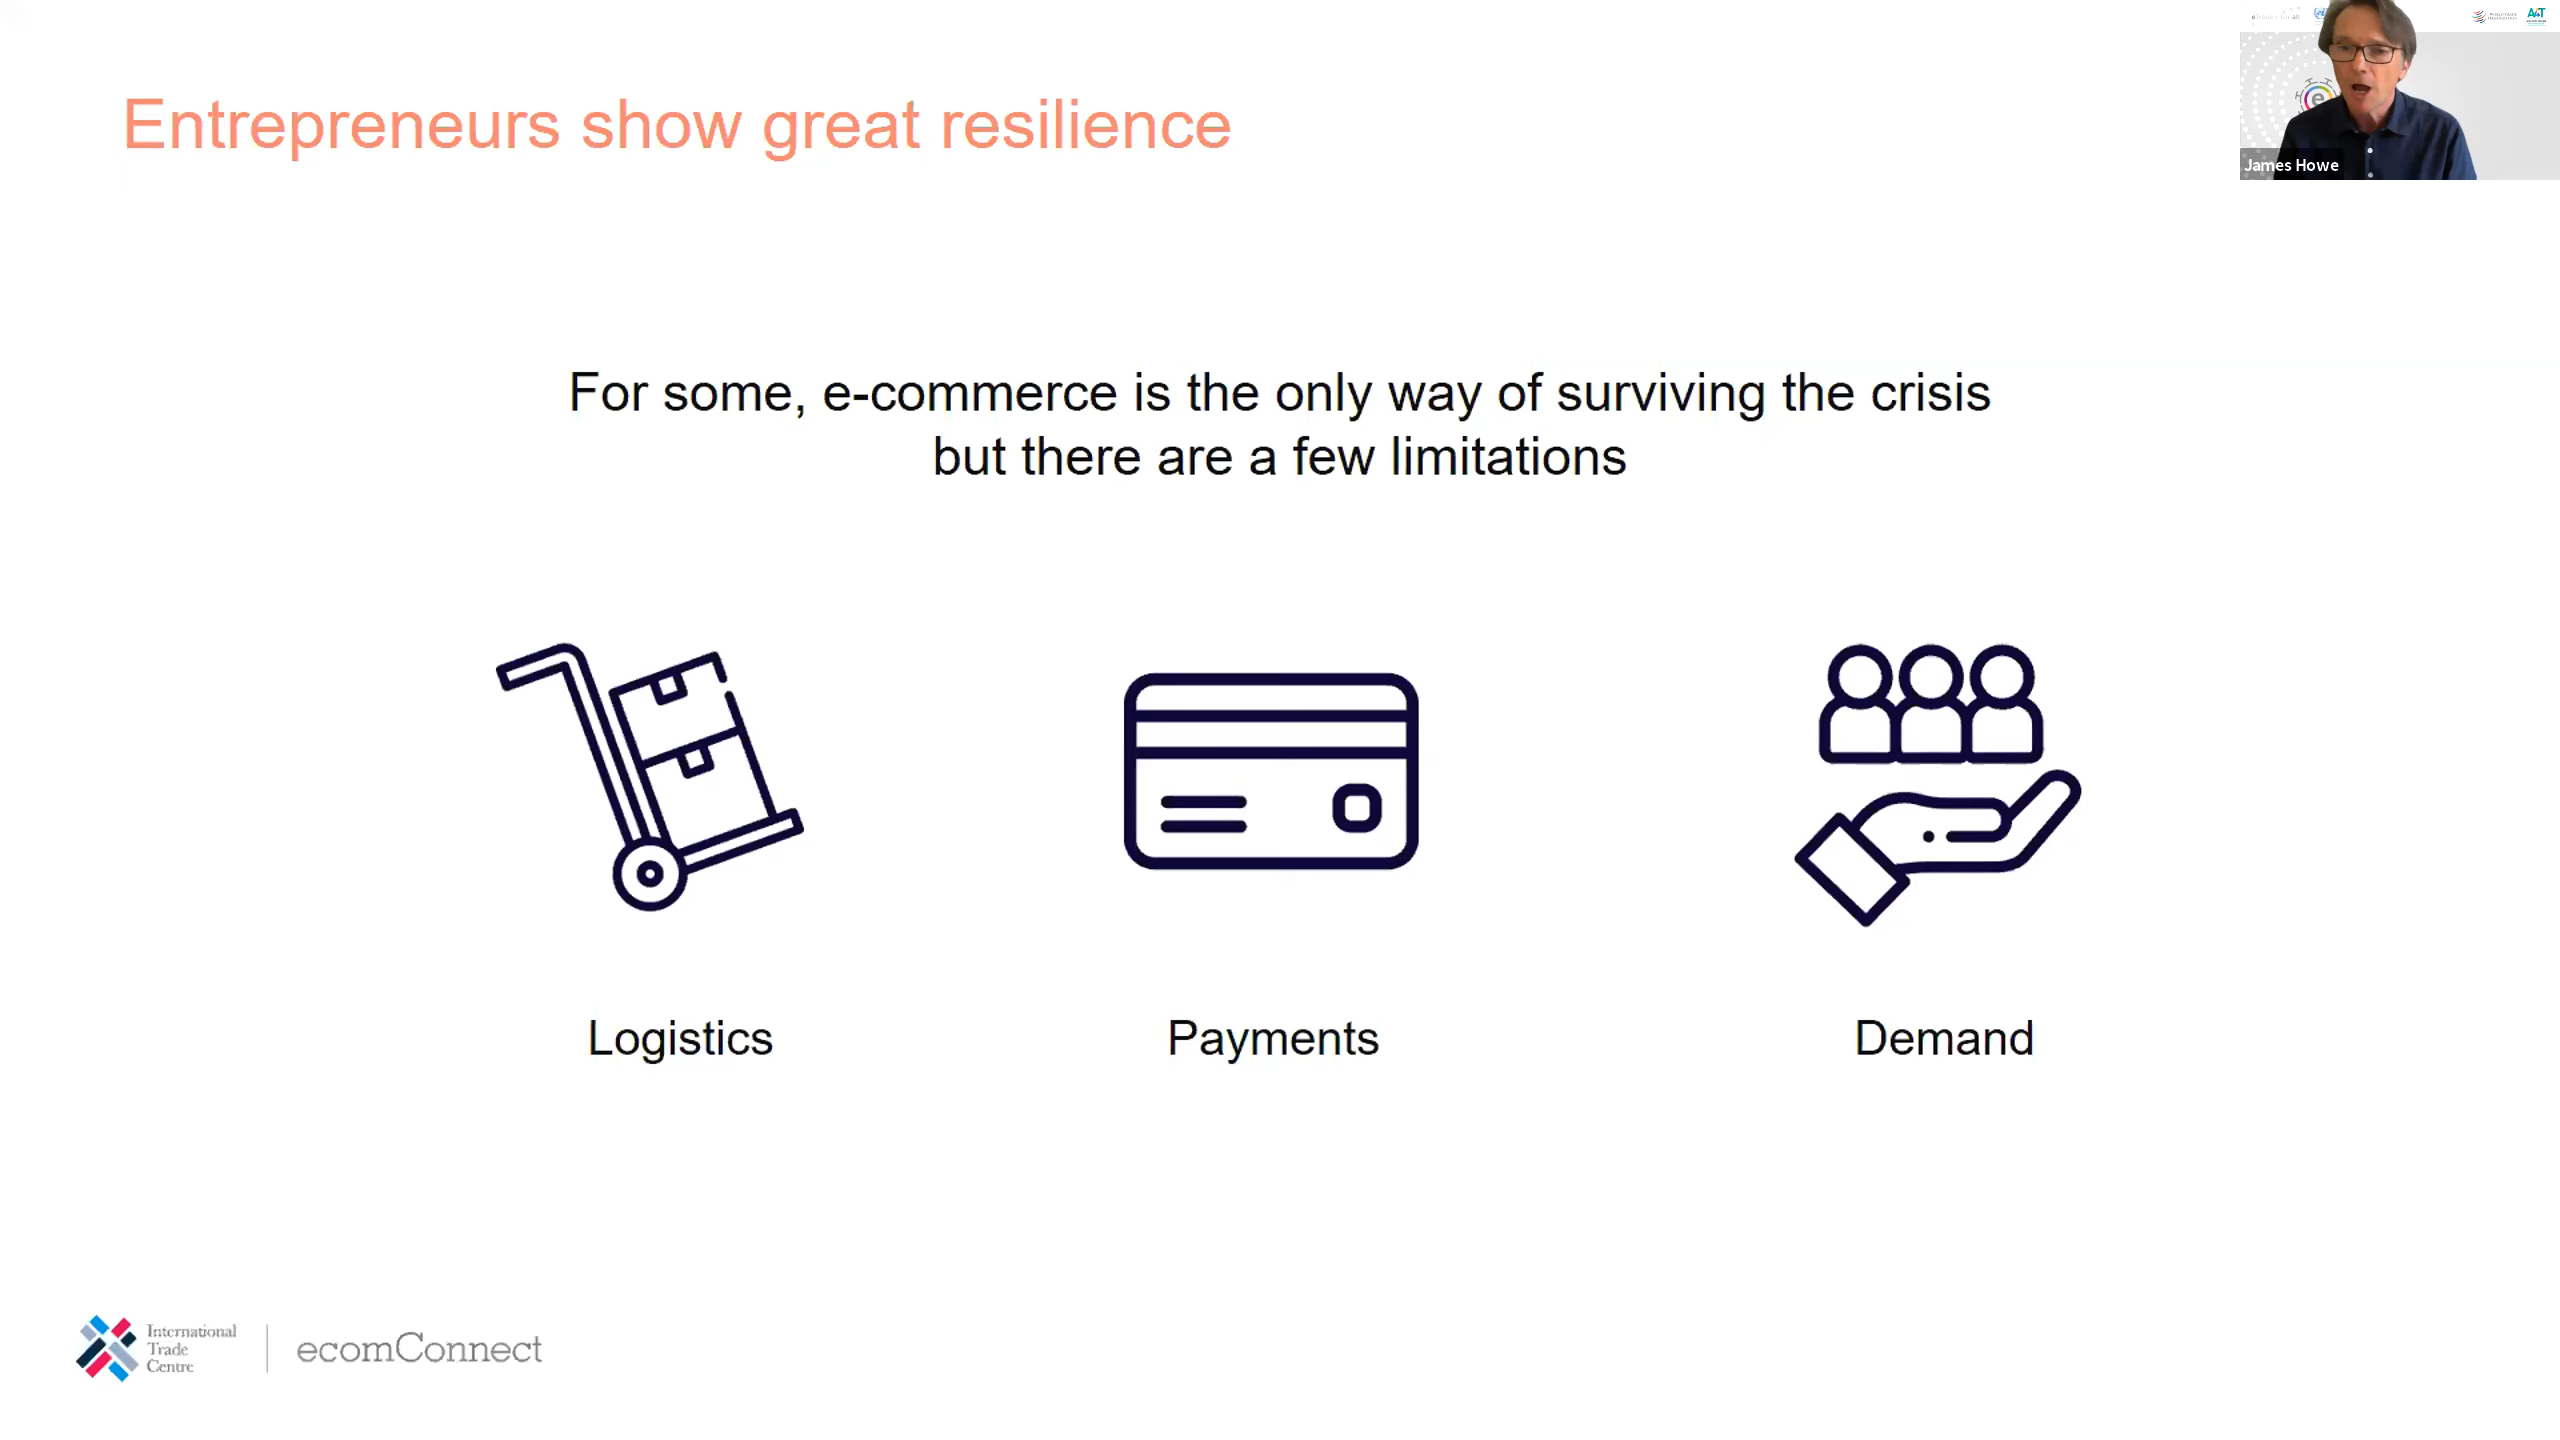 Entrepreneurs show great resilience
James Howe
For some, e-commerce is the only way of surviving the crisis
but there are a few limitations
Logistics
Payments
Demand
International
Trade
Centre
ecomConnect